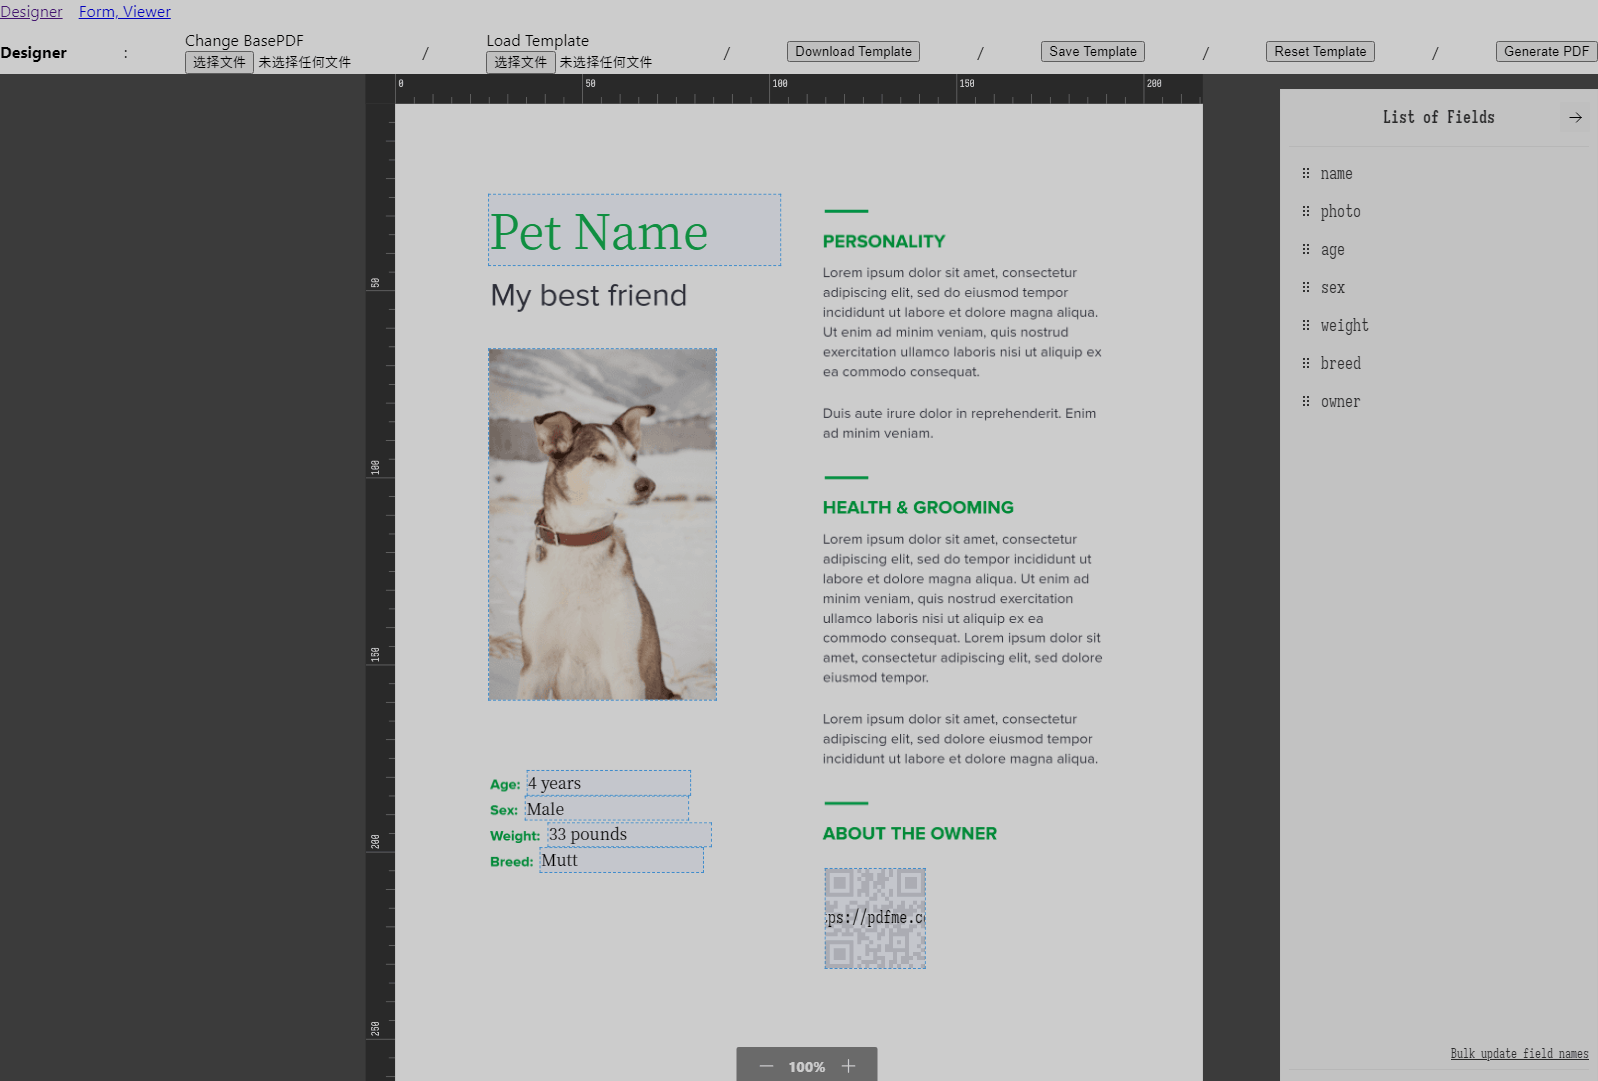 Designer Form, Viewer
Designer : Change BasePDF 选择文件 未选择任何文件 / Load Template 选择文件 未选择任何文件 / Download Template / Save Template / Reset Template / Generate PDF
0 50 100 150 200
50
100
150
200
250
Pet Name
My best friend
Age: 4 years
Sex: Male
Weight: 33 pounds
Breed: Mutt
PERSONALITY
Lorem ipsum dolor sit amet, consectetur
adipiscing elit, sed do eiusmod tempor
incididunt ut labore et dolore magna aliqua.
Ut enim ad minim veniam, quis nostrud
exercitation ullamco laboris nisi ut aliquip ex
ea commodo consequat.
Duis aute irure dolor in reprehenderit. Enim
ad minim veniam.
HEALTH & GROOMING
Lorem ipsum dolor sit amet, consectetur
adipiscing elit, sed do tempor incididunt ut
labore et dolore magna aliqua. Ut enim ad
minim veniam, quis nostrud exercitation
ullamco laboris nisi ut aliquip ex ea
commodo consequat. Lorem ipsum dolor sit
amet, consectetur adipiscing elit, sed dolore
eiusmod tempor.
Lorem ipsum dolor sit amet, consectetur
adipiscing elit, sed dolore eiusmod tempor
incididunt ut labore et dolore magna aliqua.
ABOUT THE OWNER
ps://pdfme.c
100%
List of Fields
name
photo
age
sex
weight
breed
owner
Bulk update field names